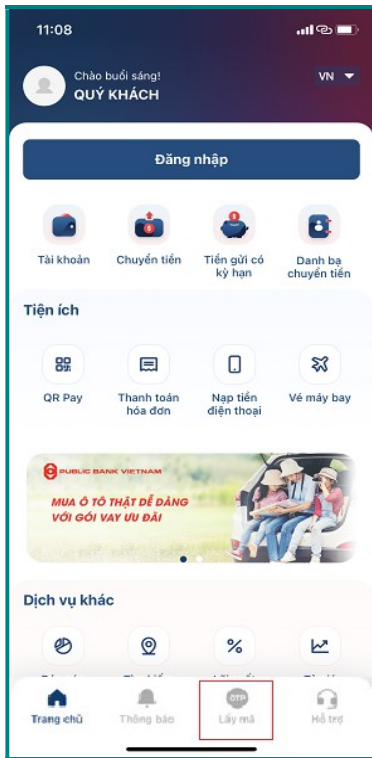 11:08
Chào buổi sáng!
VN
QUÝ KHÁCH
Đăng nhập
Tài khoản
Chuyển tiền
Tiền gửi có
kỳ hạn
Danh bạ
chuyển tiền
Tiện ích
QR Pay
Thanh toán
hóa đơn
Nạp tiền
điện thoại
Vé máy bay
PUBLIC BANK VIETNAM
MUA Ô TÔ THẬT DỄ DÀNG
VỚI GÓI VAY ƯU ĐÃI
Dịch vụ khác
%
OTP
Trang chủ
Thông báo
Lấy mã
Hỗ trợ